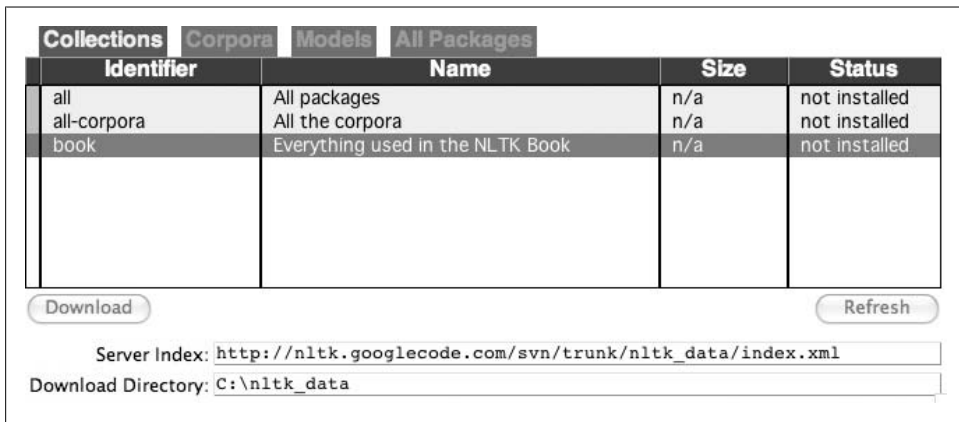 Collections Corpora Models All Packages
Identifier Name Size Status
all All packages n/a not installed
all-corpora All the corpora n/a not installed
book Everything used in the NLTK Book n/a not installed
Download Refresh
Server Index: http://nltk.googlecode.com/svn/trunk/nltk_data/index.xml
Download Directory: C:\nltk_data